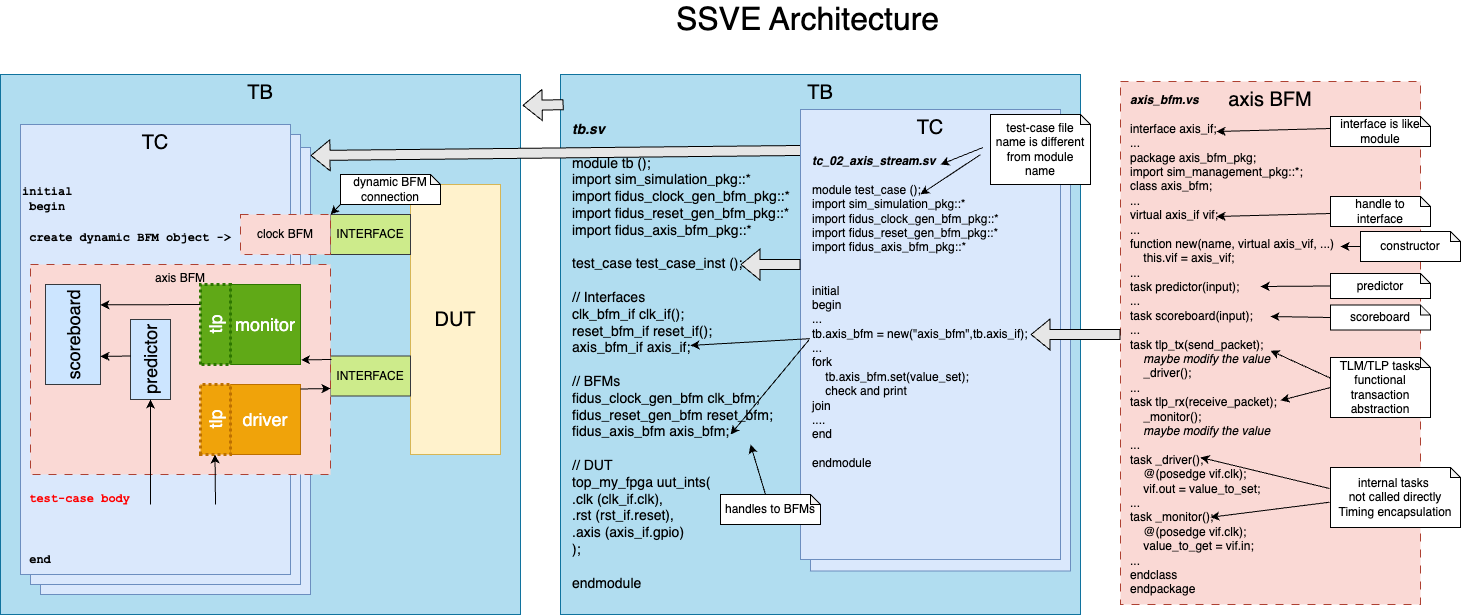 SSVE Architecture
TB
TC
initial
begin
dynamic BFM
connection
create dynamic BFM object ->
clock BFM
INTERFACE
axis BFM
scoreboard
predictor
tlp
monitor
INTERFACE
tlp
driver
DUT
test-case body
end
TB
tb.sv
module tb ();
import sim_simulation_pkg::*
import fidus_clock_gen_bfm_pkg::*
import fidus_reset_gen_bfm_pkg::*
import fidus_axis_bfm_pkg::*
test_case test_case_inst ();
// Interfaces
clk_bfm_if clk_if();
reset_bfm_if reset_if();
axis_bfm_if axis_if;
// BFMs
fidus_clock_gen_bfm clk_bfm;
fidus_reset_gen_bfm reset_bfm;
fidus_axis_bfm axis_bfm;
// DUT
top_my_fpga uut_ints(
.clk (clk_if.clk),
.rst (rst_if.reset),
.axis (axis_if.gpio)
);
endmodule
handles to BFMs
TC
test-case file
name is different
from module
name
tc_02_axis_stream.sv
module test_case ();
import sim_simulation_pkg::*
import fidus_clock_gen_bfm_pkg::*
import fidus_reset_gen_bfm_pkg::*
import fidus_axis_bfm_pkg::*
initial
begin
...
tb.axis_bfm = new("axis_bfm",tb.axis_if);
...
fork
tb.axis_bfm.set(value_set);
check and print
join
....
end
endmodule
axis_bfm.vs
axis BFM
interface axis_if;
...
package axis_bfm_pkg;
import sim_management_pkg::*;
class axis_bfm;
...
virtual axis_if vif;
...
function new(name, virtual axis_vif, ...)
this.vif = axis_vif;
...
task predictor(input);
...
task scoreboard(input);
...
task tlp_tx(send_packet);
maybe modify the value
_driver();
...
task tlp_rx(receive_packet);
_monitor();
maybe modify the value
...
task _driver();
@(posedge vif.clk);
vif.out = value_to_set;
...
task _monitor();
@(posedge vif.clk);
value_to_get = vif.in;
...
endclass
endpackage
interface is like
module
handle to
interface
constructor
predictor
scoreboard
TLM/TLP tasks
functional
transaction
abstraction
internal tasks
not called directly
Timing encapsulation